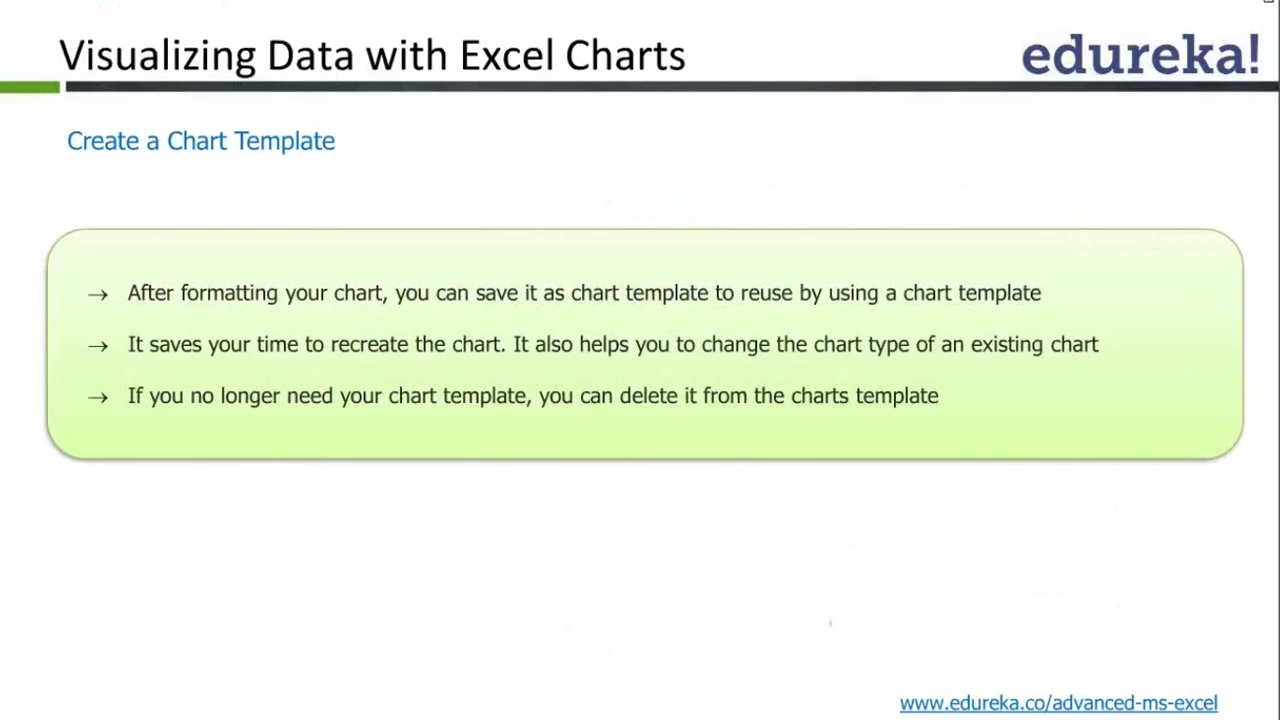 Visualizing Data with Excel Charts
edureka!
Create a Chart Template
→ After formatting your chart, you can save it as chart template to reuse by using a chart template
→ It saves your time to recreate the chart. It also helps you to change the chart type of an existing chart
→ If you no longer need your chart template, you can delete it from the charts template
www.edureka.co/advanced-ms-excel